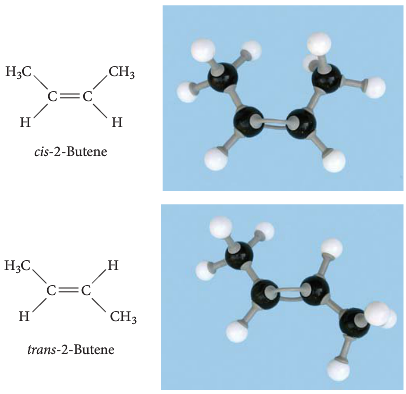 H₃C CH₃
C=C
H H
cis-2-Butene
H₃C H
C=C
H CH₃
trans-2-Butene